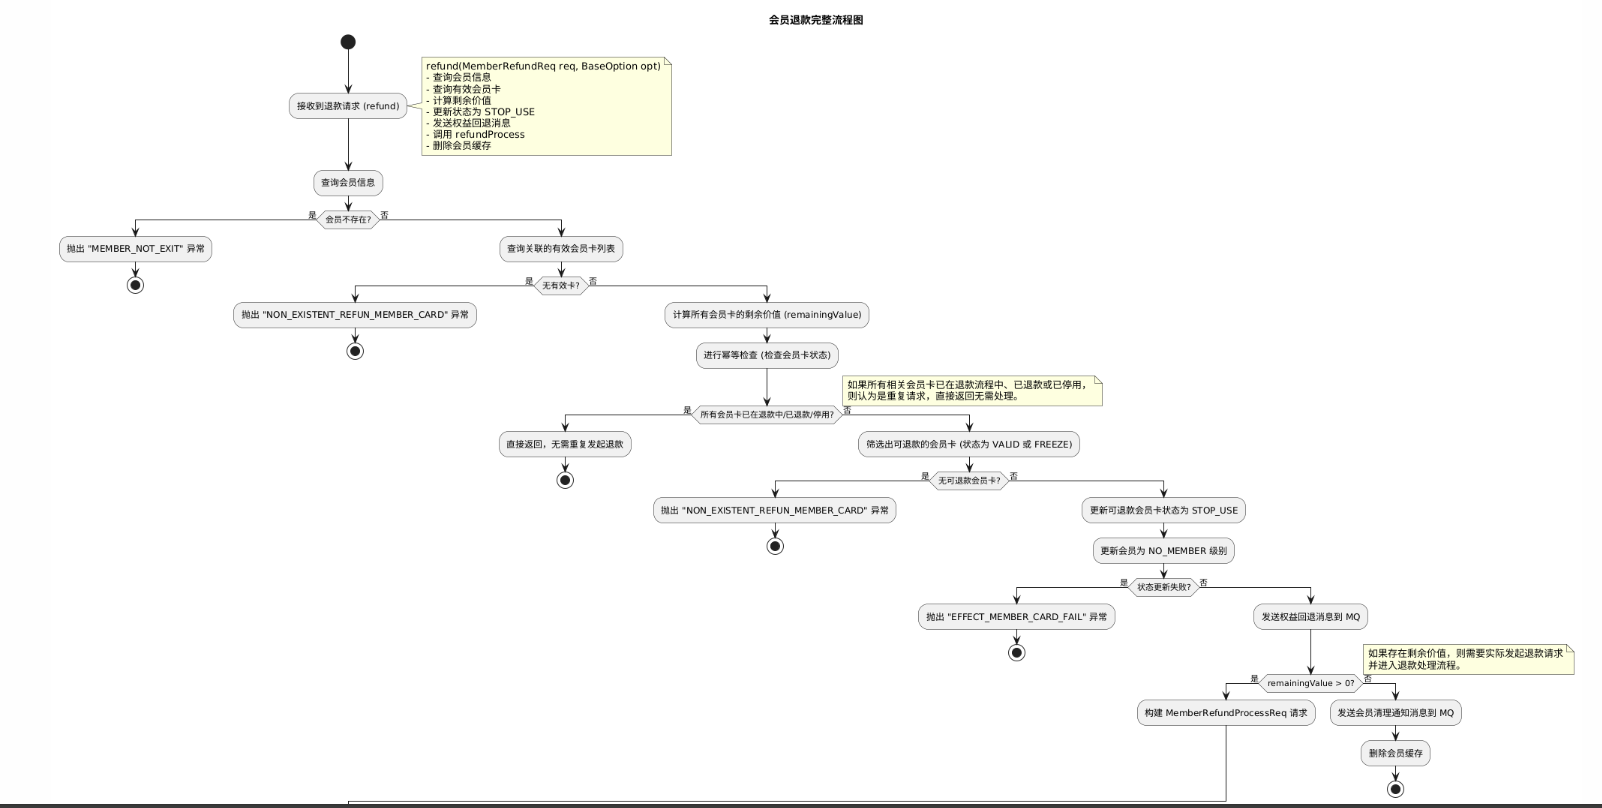 会员退款完整流程图
refund(MemberRefundReq req, BaseOption opt)
- 查询会员信息
- 查询有效会员卡
- 计算剩余价值
- 更新状态为 STOP_USE
- 发送权益回退消息
- 调用 refundProcess
- 删除会员缓存
接收到退款请求 (refund)
查询会员信息
是
会员不存在?
否
抛出 "MEMBER_NOT_EXIT" 异常
查询关联的有效会员卡列表
是
无有效卡?
否
抛出 "NON_EXISTENT_REFUN_MEMBER_CARD" 异常
计算所有会员卡的剩余价值 (remainingValue)
进行幂等检查 (检查会员卡状态)
如果所有相关会员卡已在退款流程中、已退款或已停用，
则认为是重复请求，直接返回无需处理。
是
所有会员卡已在退款中/已退款/停用?
否
直接返回，无需重复发起退款
筛选出可退款的会员卡 (状态为 VALID 或 FREEZE)
是
无可退款会员卡?
否
抛出 "NON_EXISTENT_REFUN_MEMBER_CARD" 异常
更新可退款会员卡状态为 STOP_USE
更新会员为 NO_MEMBER 级别
是
状态更新失败?
否
抛出 "EFFECT_MEMBER_CARD_FAIL" 异常
发送权益回退消息到 MQ
如果存在剩余价值，则需要实际发起退款请求
并进入退款处理流程。
是
remainingValue > 0?
否
构建 MemberRefundProcessReq 请求
发送会员清理通知消息到 MQ
删除会员缓存